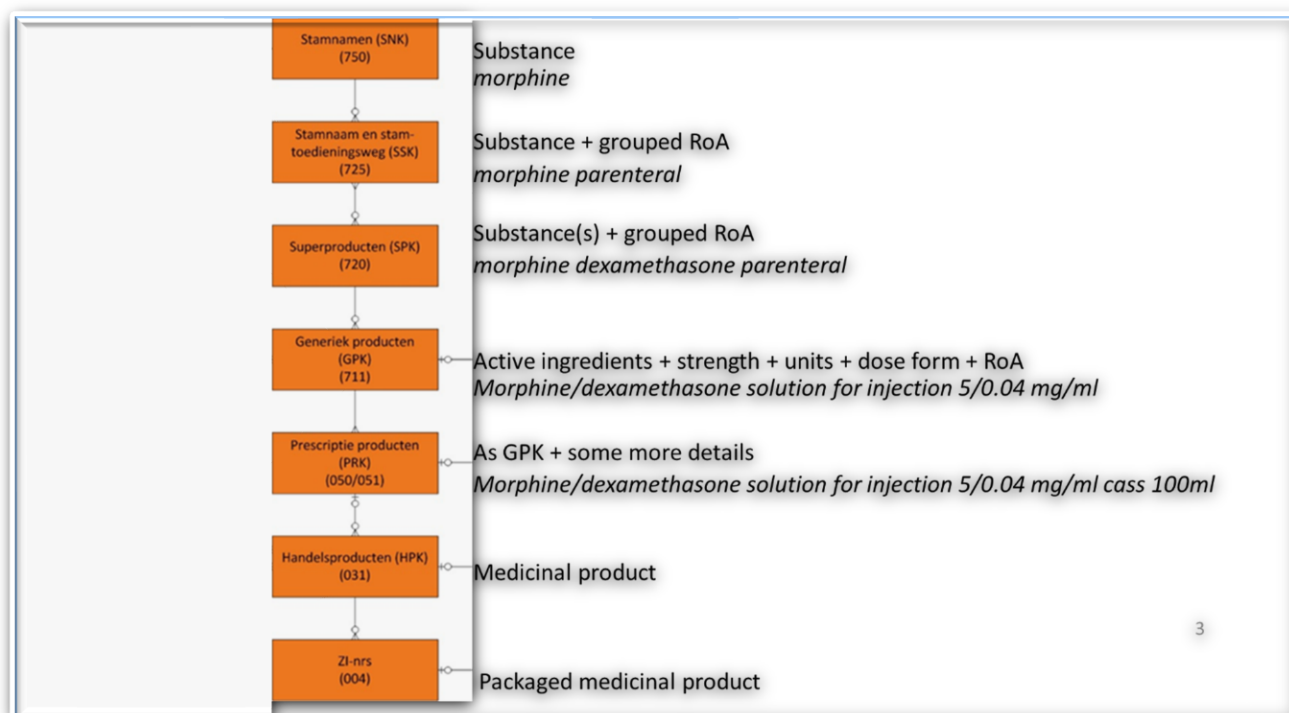 Stamnamen (SNK)
(750)
Substance
morphine
Stamnaam en stam-
toedieningsweg (SSK)
(725)
Substance + grouped RoA
morphine parenteral
Superproducten (SPK)
(720)
Substance(s) + grouped RoA
morphine dexamethasone parenteral
Generiek producten
(GPK)
(711)
Active ingredients + strength + units + dose form + RoA
Morphine/dexamethasone solution for injection 5/0.04 mg/ml
Prescriptie producten
(PRK)
(050/051)
As GPK + some more details
Morphine/dexamethasone solution for injection 5/0.04 mg/ml cass 100ml
Handelsproducten (HPK)
(031)
Medicinal product
3
ZI-nrs
(004)
Packaged medicinal product